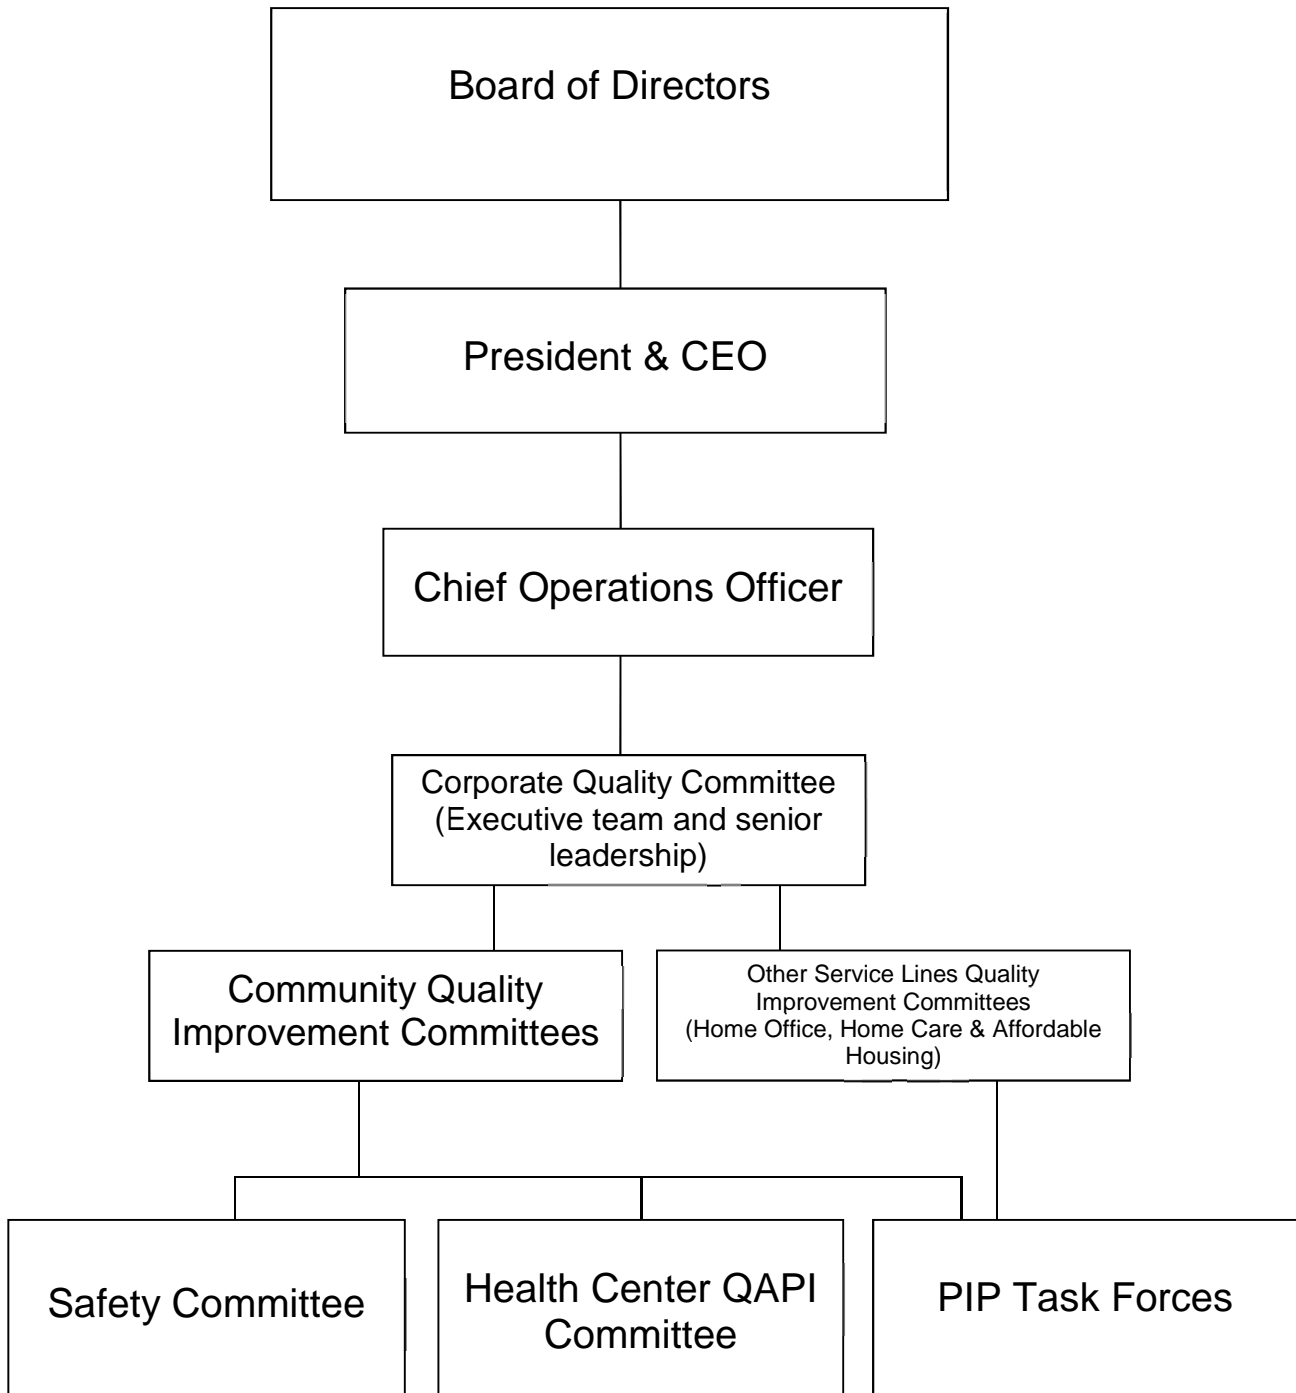 Board of Directors
President & CEO
Chief Operations Officer
Corporate Quality Committee
(Executive team and senior
leadership)
Community Quality
Improvement Committees
Other Service Lines Quality
Improvement Committees
(Home Office, Home Care & Affordable
Housing)
Safety Committee
Health Center QAPI
Committee
PIP Task Forces